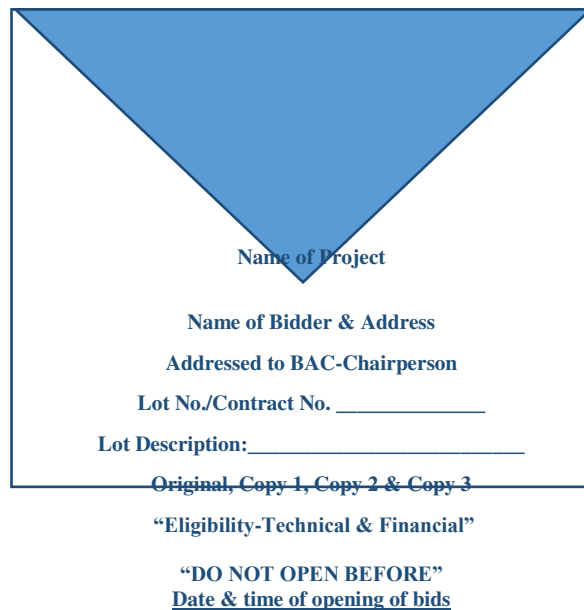 Name of Project
Name of Bidder & Address
Addressed to BAC-Chairperson
Lot No./Contract No. ______________
Lot Description:__________________________
Original, Copy 1, Copy 2 & Copy 3
“Eligibility-Technical & Financial”
“DO NOT OPEN BEFORE”
Date & time of opening of bids